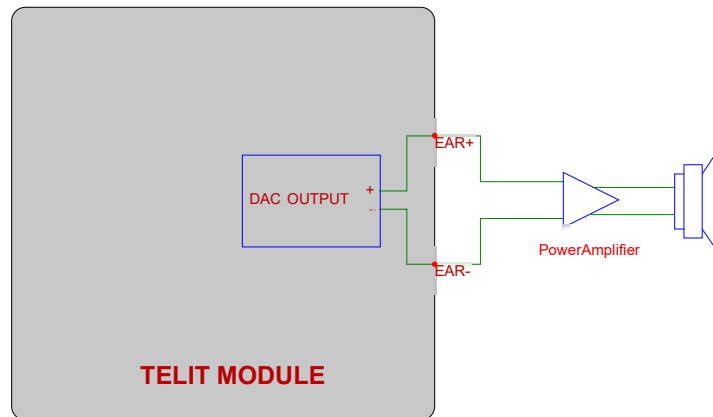 EAR+
DAC OUTPUT
+
-
PowerAmplifier
EAR-
TELIT MODULE